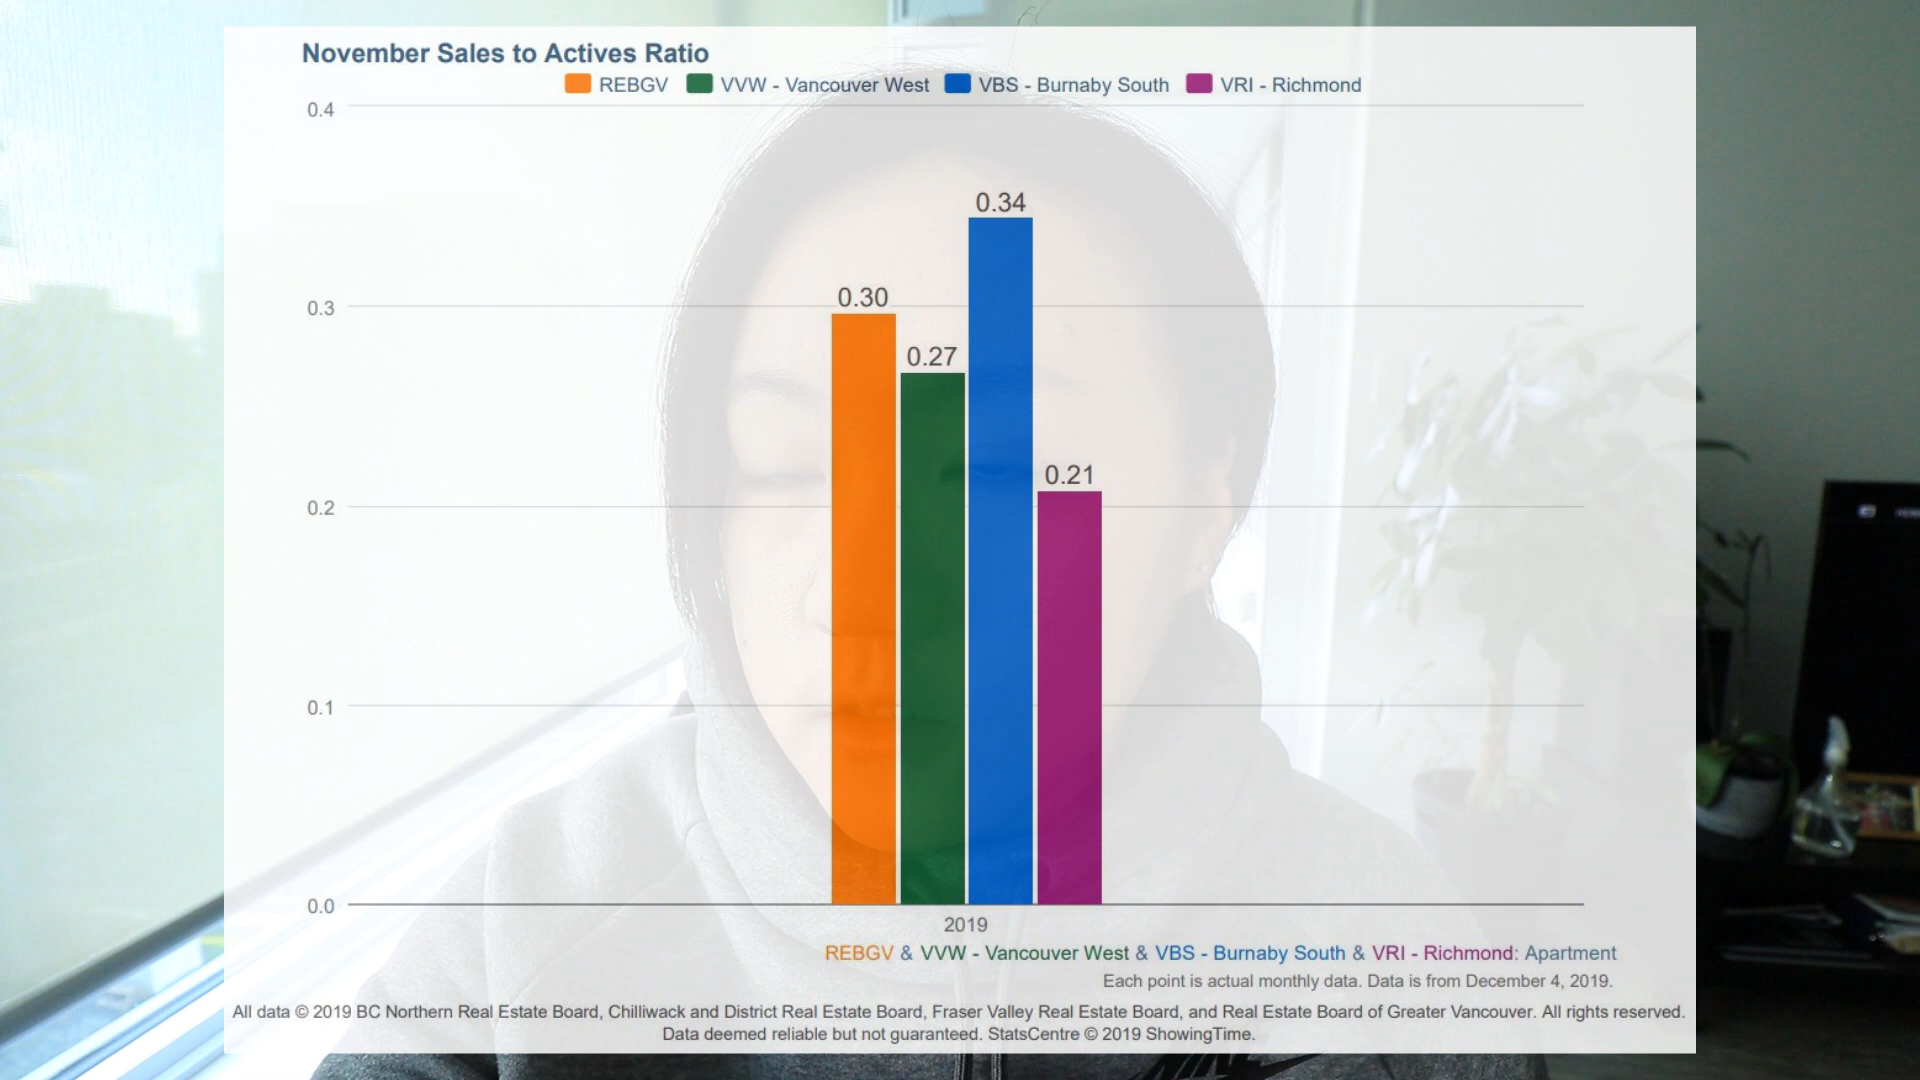 November Sales to Actives Ratio
REBGV VVW - Vancouver West VBS - Burnaby South VRI - Richmond
0.4
0.34
0.3
0.30
0.27
0.21
0.2
0.1
0.0
2019
REBGV & VVW - Vancouver West & VBS - Burnaby South & VRI - Richmond: Apartment
Each point is actual monthly data. Data is from December 4, 2019.
All data © 2019 BC Northern Real Estate Board, Chilliwack and District Real Estate Board, Fraser Valley Real Estate Board, and Real Estate Board of Greater Vancouver. All rights reserved.
Data deemed reliable but not guaranteed. StatsCentre © 2019 ShowingTime.